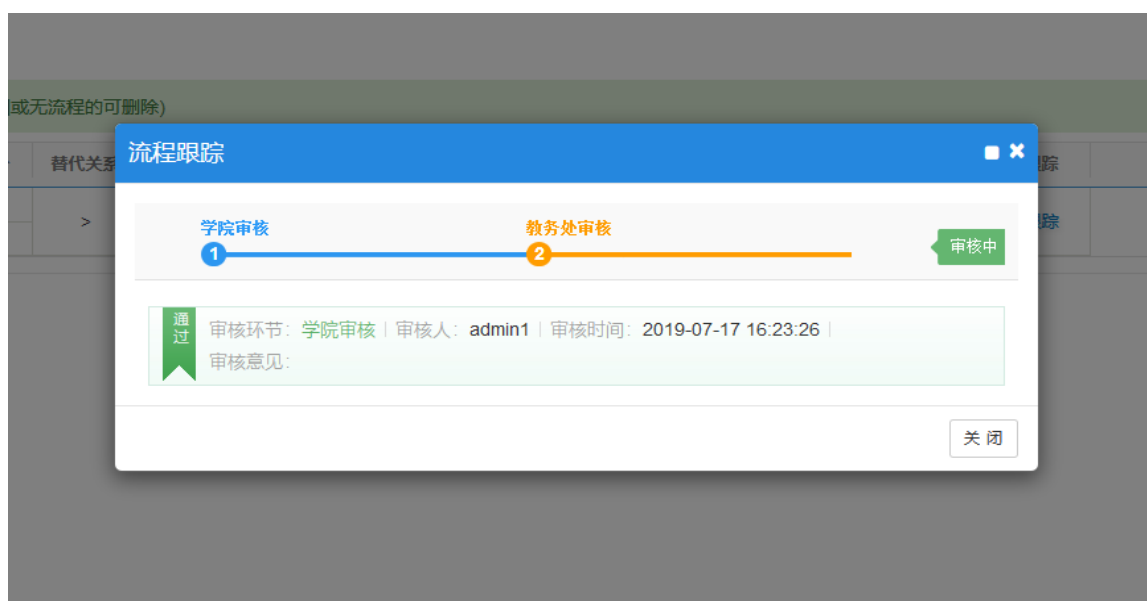 或无流程的可删除)
替代关系
流程跟踪
踪
>
学院审核
教务处审核
踪
1
2
审核中
通过
审核环节：学院审核 | 审核人：admin1 | 审核时间：2019-07-17 16:23:26 |
审核意见：
关 闭